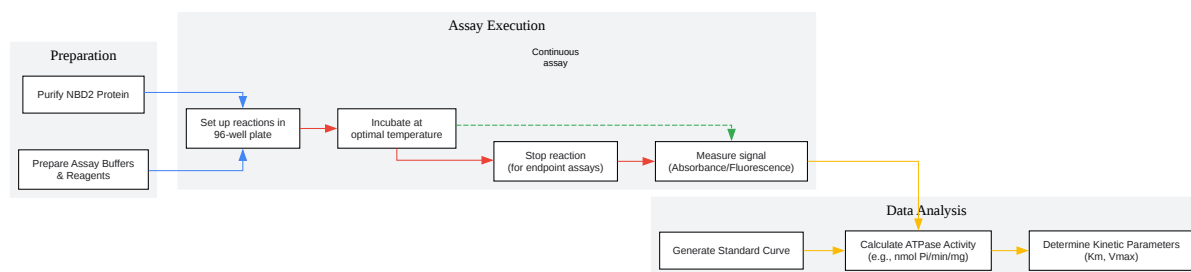 Assay Execution
Preparation
Continuous
assay
Purify NBD2 Protein
Set up reactions in
96-well plate
Incubate at
optimal temperature
Prepare Assay Buffers
& Reagents
Stop reaction
(for endpoint assays)
Measure signal
(Absorbance/Fluorescence)
Data Analysis
Generate Standard Curve
Calculate ATPase Activity
(e.g., nmol Pi/min/mg)
Determine Kinetic Parameters
(Km, Vmax)